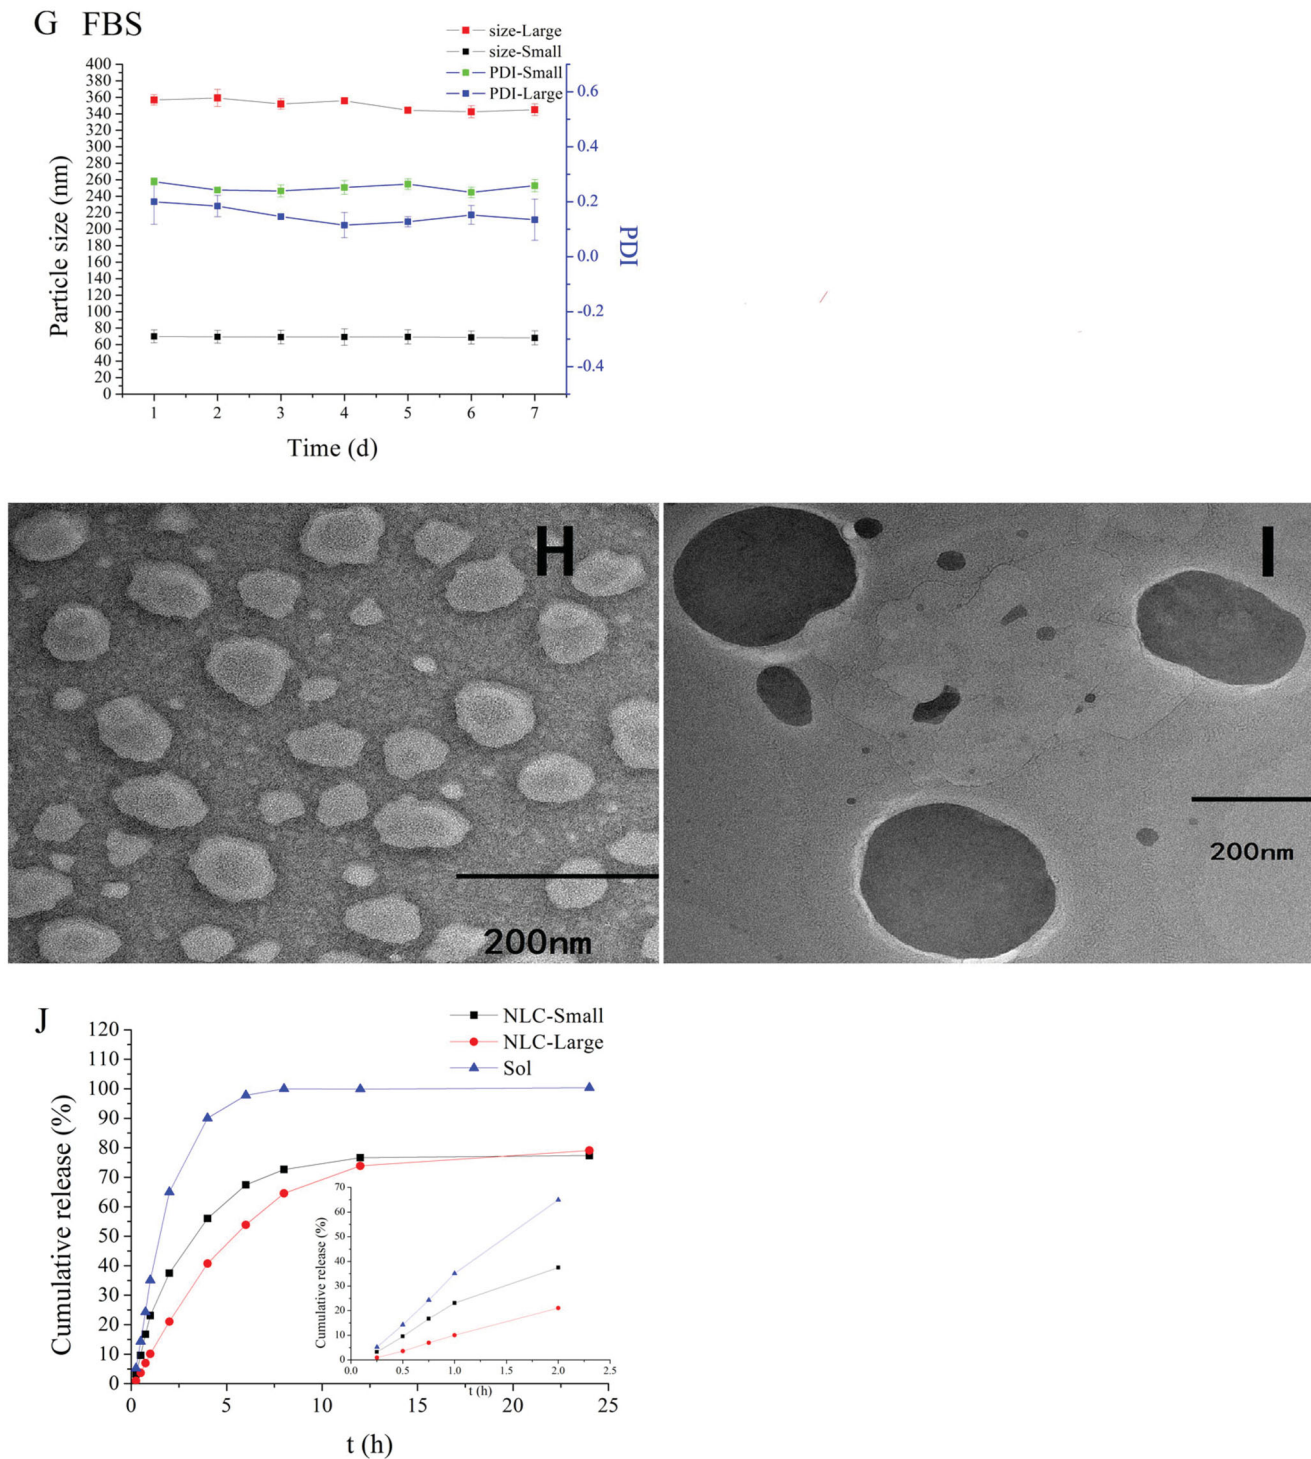 G FBS
size-Large
size-Small
PDI-Small
PDI-Large
400
380
360
340
320
300
280
260
240
220
200
180
160
140
120
100
80
60
40
20
0
Particle size (nm)
0.6
0.4
0.2
0.0
-0.2
-0.4
PDI
1 2 3 4 5 6 7
Time (d)
H
200nm
I
200nm
J
NLC-Small
NLC-Large
Sol
120
110
100
90
80
70
60
50
40
30
20
10
0
Cumulative release (%)
70
60
50
40
30
20
10
0
Cumulative release (%)
0.0 0.5 1.0 1.5 2.0 2.5
t (h)
0 5 10 15 20 25
t (h)